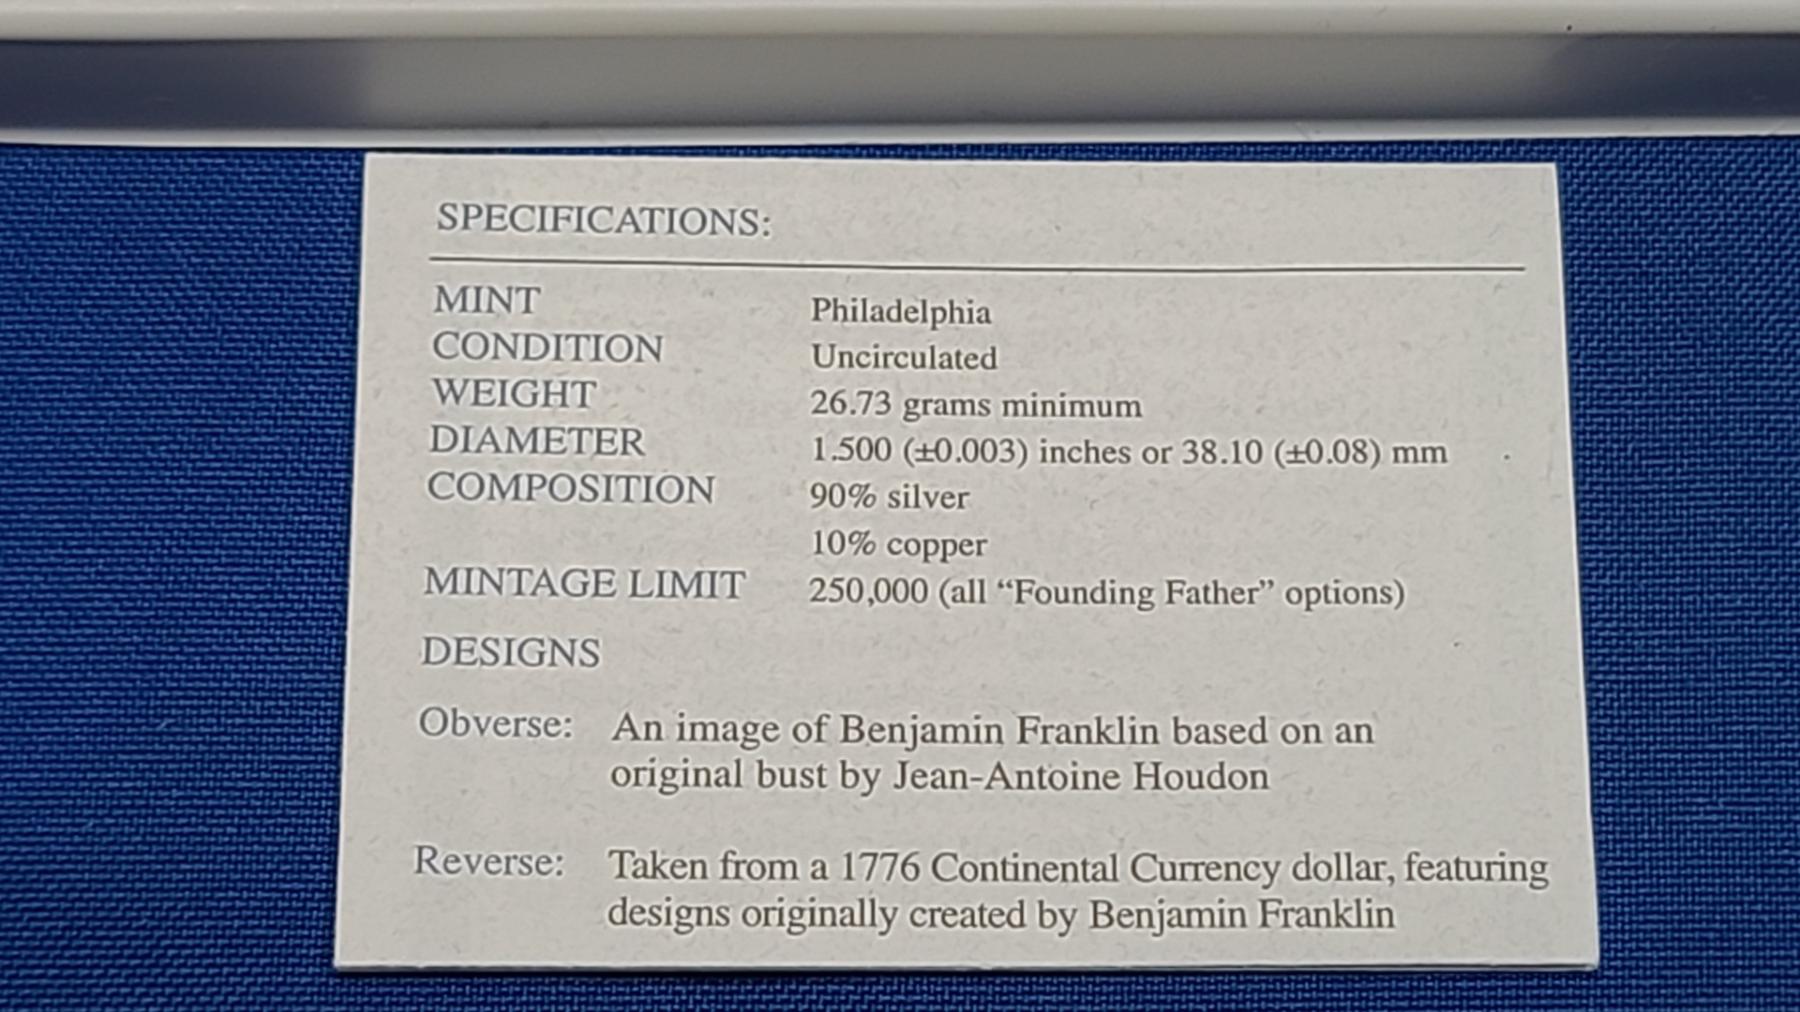 SPECIFICATIONS:
MINT Philadelphia
CONDITION Uncirculated
WEIGHT 26.73 grams minimum
DIAMETER 1.500 (±0.003) inches or 38.10 (±0.08) mm
COMPOSITION 90% silver
10% copper
MINTAGE LIMIT 250,000 (all “Founding Father” options)
DESIGNS
Obverse: An image of Benjamin Franklin based on an
original bust by Jean-Antoine Houdon
Reverse: Taken from a 1776 Continental Currency dollar, featuring
designs originally created by Benjamin Franklin